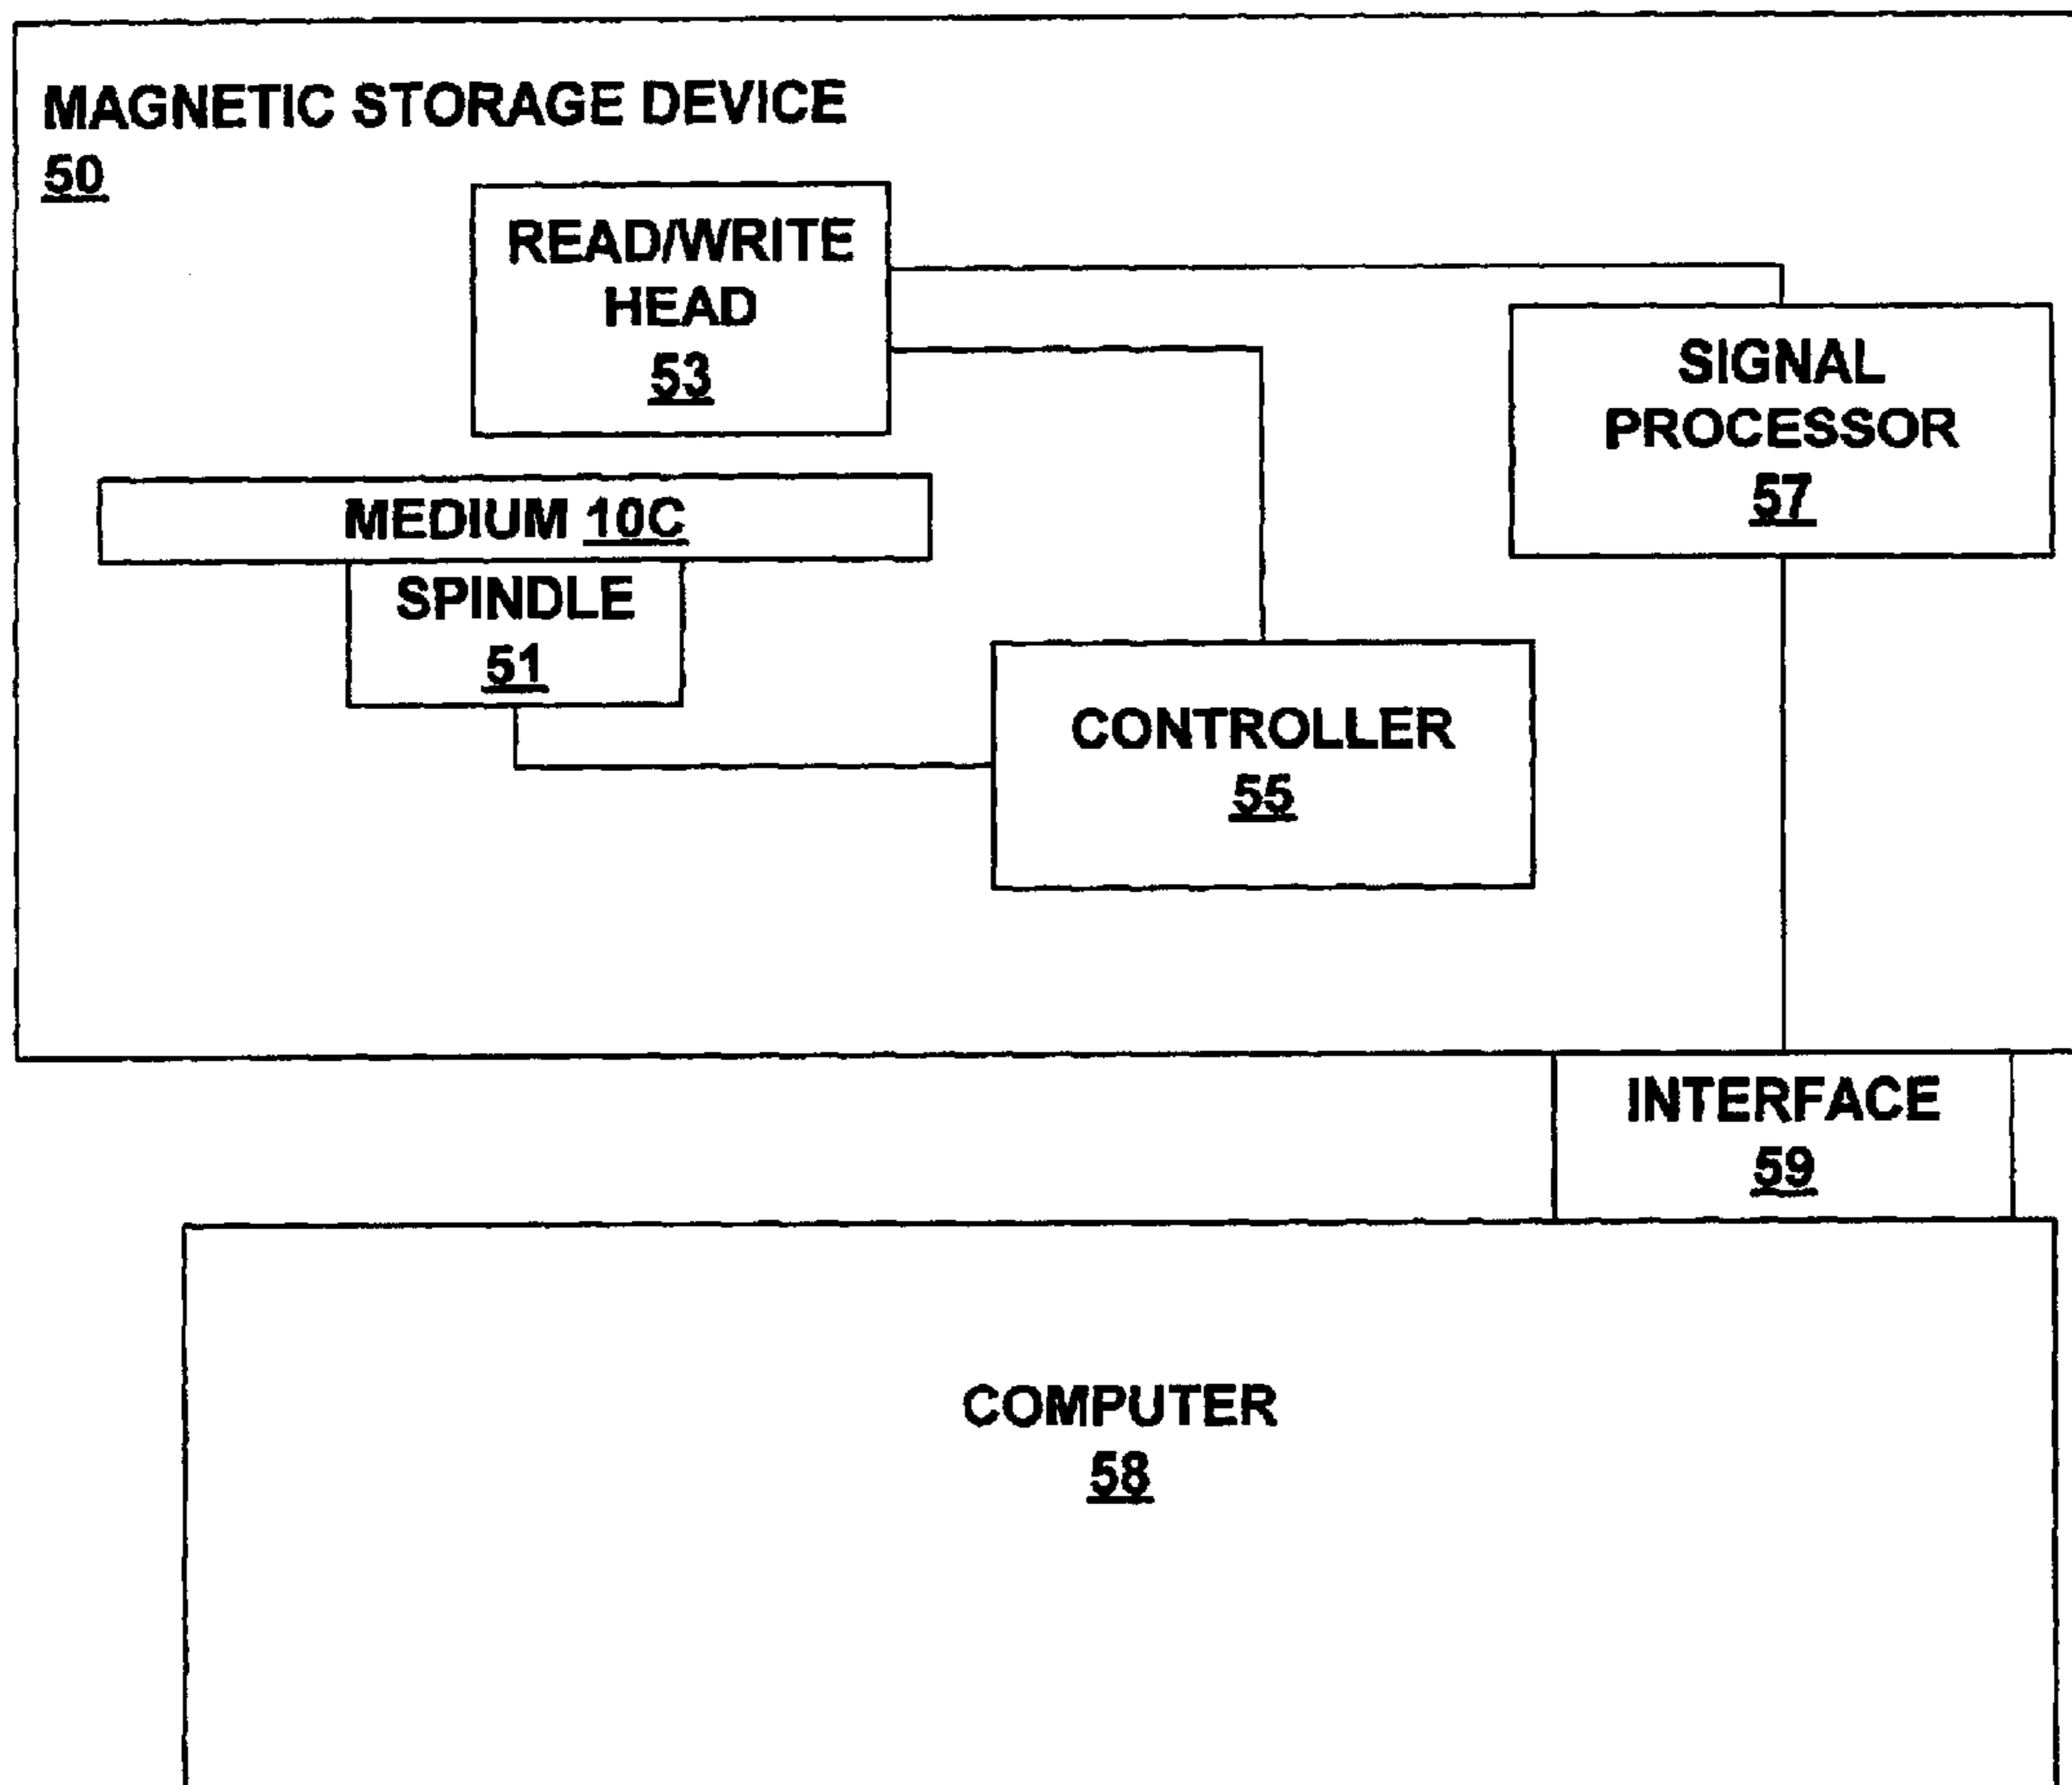 MAGNETIC STORAGE DEVICE
50
READ/WRITE
HEAD
53
SIGNAL
PROCESSOR
57
MEDIUM 10C
SPINDLE
51
CONTROLLER
55
INTERFACE
59
COMPUTER
58